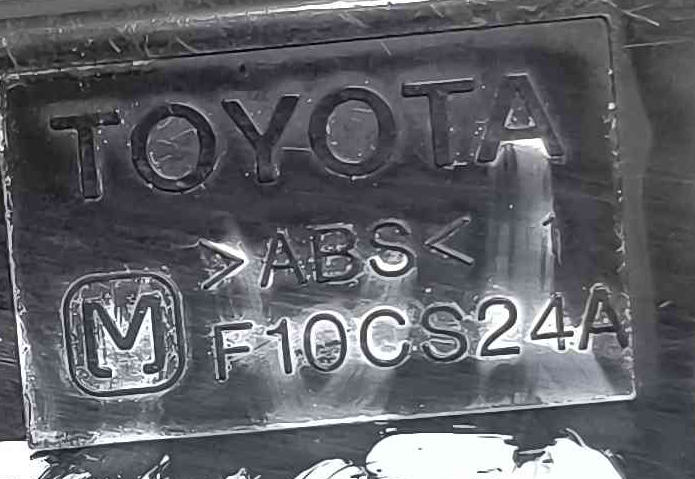 TOYOTA
>ABS< 1
M F10CS24A